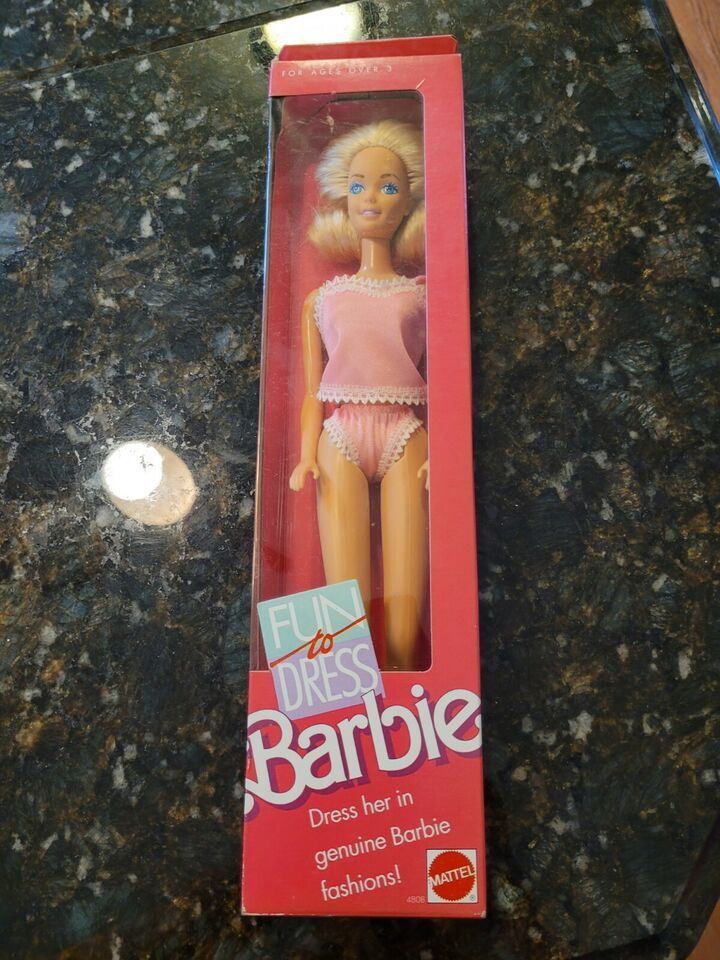 FOR AGES OVER 3
FUN
to
DRESS
Barbie
Dress her in
genuine Barbie
fashions!
MATTEL
4808